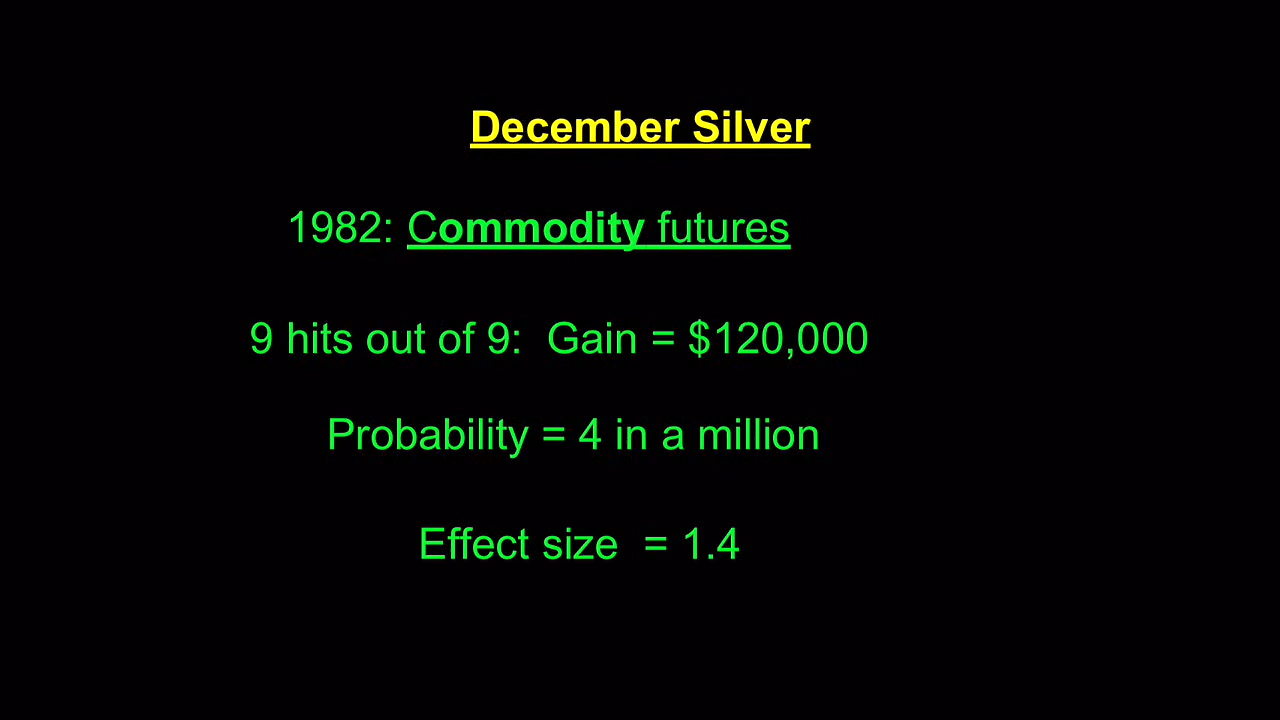 December Silver
1982: Commodity futures
9 hits out of 9:  Gain = $120,000
Probability = 4 in a million
Effect size  = 1.4